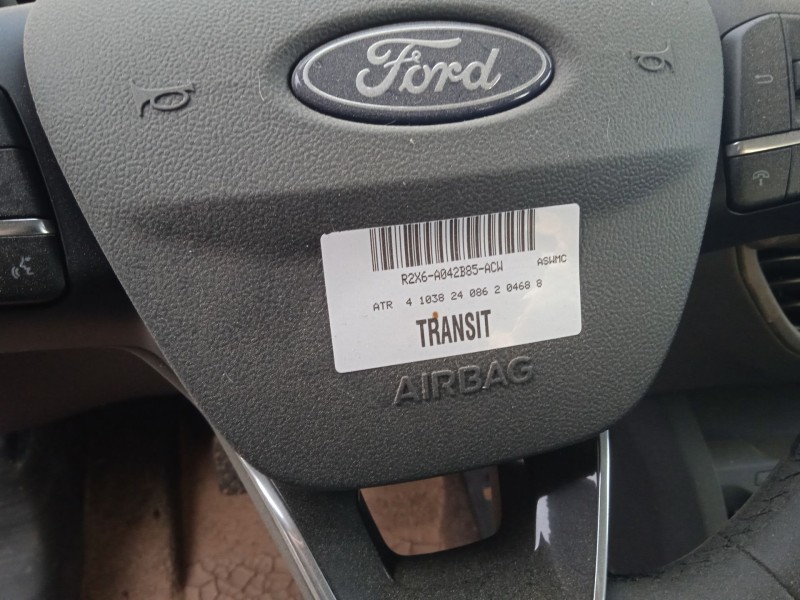 Ford
R2X6-A042B85-ACW
ASWMC
ATR 4 1038 24 086 2 0468 8
TRANSIT
AIRBAG